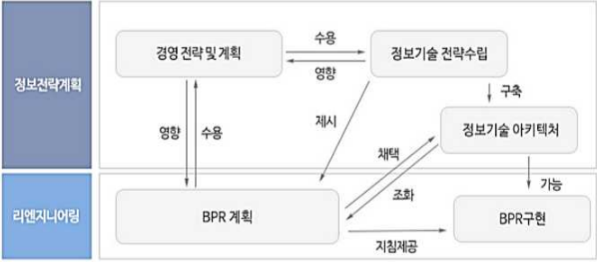 정보전략계획
경영 전략 및 계획
수용
영향
정보기술 전략수립
구축
제시
영향
수용
정보기술 아키텍처
채택
조화
가능
리엔지니어링
BPR 계획
지침제공
BPR구현